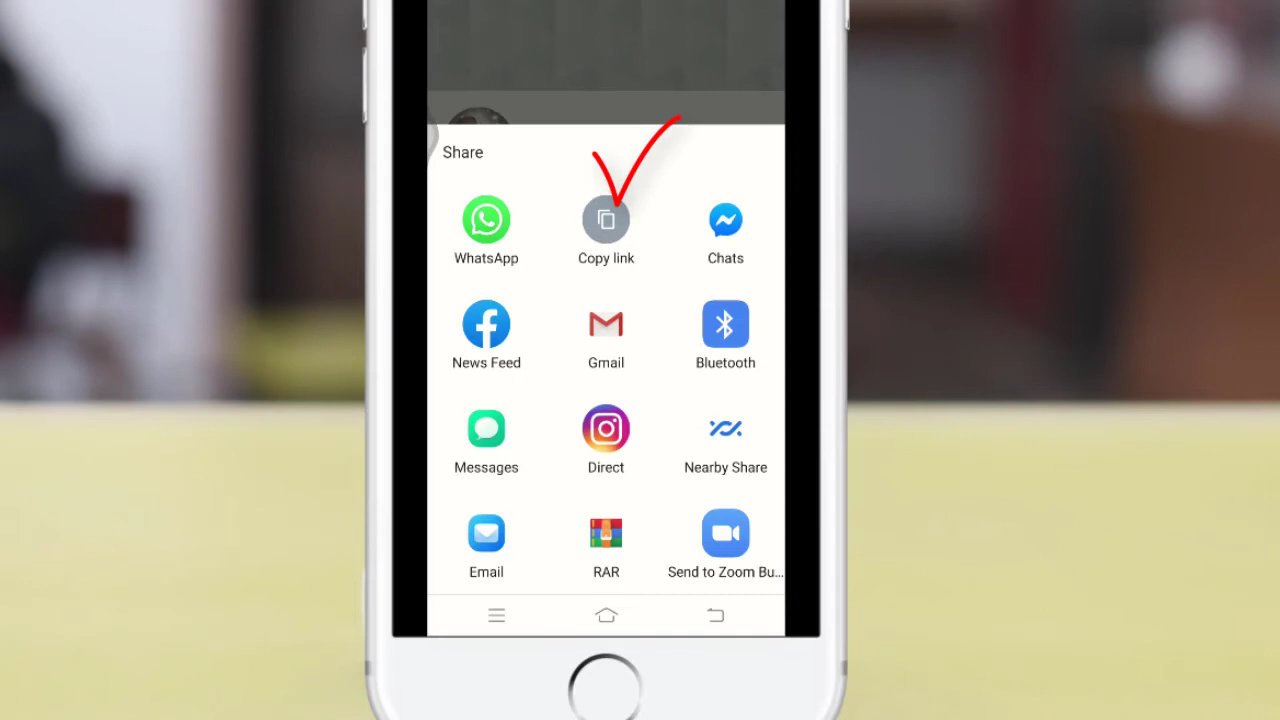 Share
WhatsApp
Copy link
Chats
News Feed
Gmail
Bluetooth
Messages
Direct
Nearby Share
Email
RAR
Send to Zoom Bu...